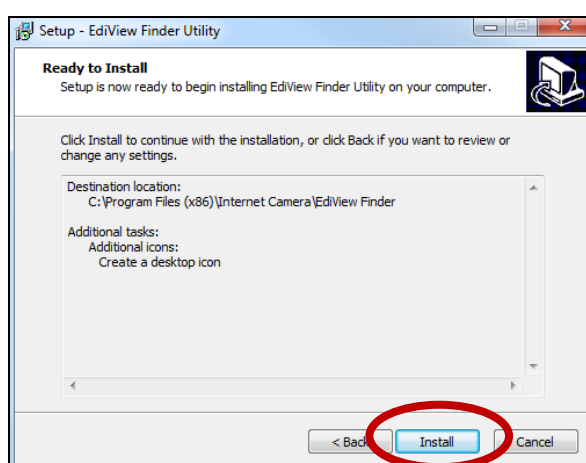 Setup - EdiView Finder Utility
Ready to Install
Setup is now ready to begin installing EdiView Finder Utility on your computer.
Click Install to continue with the installation, or click Back if you want to review or
change any settings.
Destination location:
C:\Program Files (x86)\Internet Camera\EdiView Finder
Additional tasks:
Additional icons:
Create a desktop icon
< Back Install Cancel